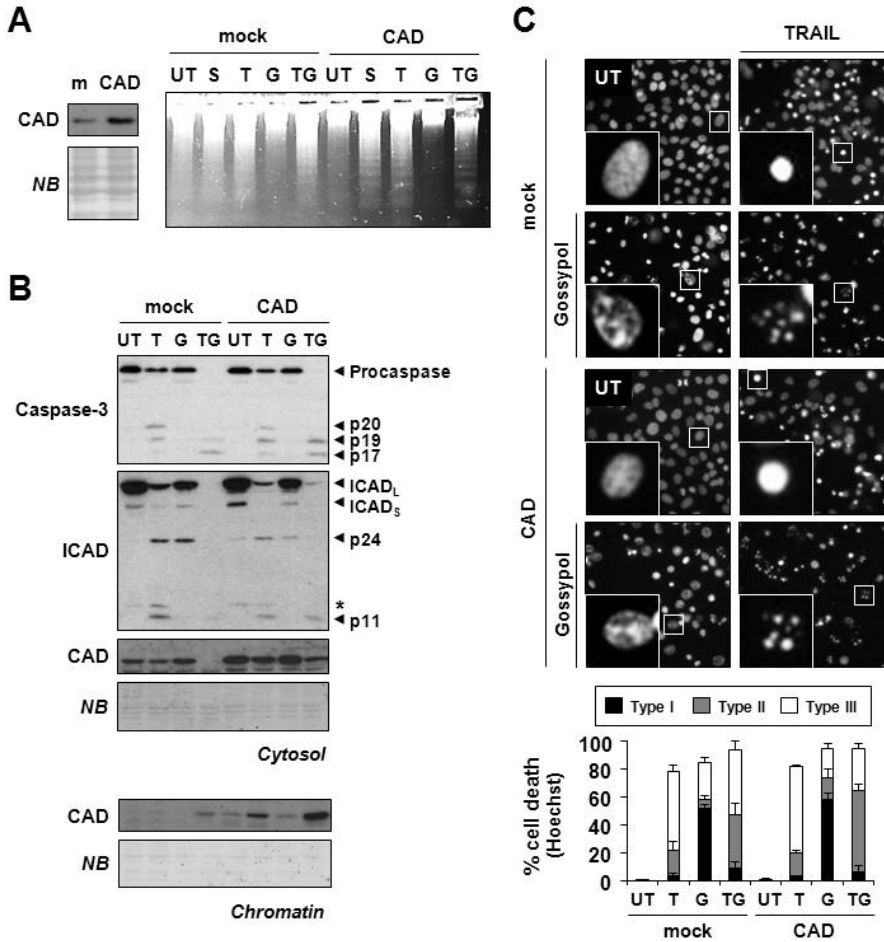 A
mock CAD
UT S T G TG UT S T G TG
m CAD
CAD
NB
B
mock CAD
UT T G TG UT T G TG
Caspase-3
Procaspase
p20
p19
p17
ICAD
ICADL
ICADS
p24
*
p11
CAD
NB
Cytosol
CAD
NB
Chromatin
C
TRAIL
UT
mock
Gossypol
UT
CAD
Gossypol
Type I Type II Type III
% cell death
(Hoechst)
100
80
60
40
20
0
UT T G TG UT T G TG
mock CAD